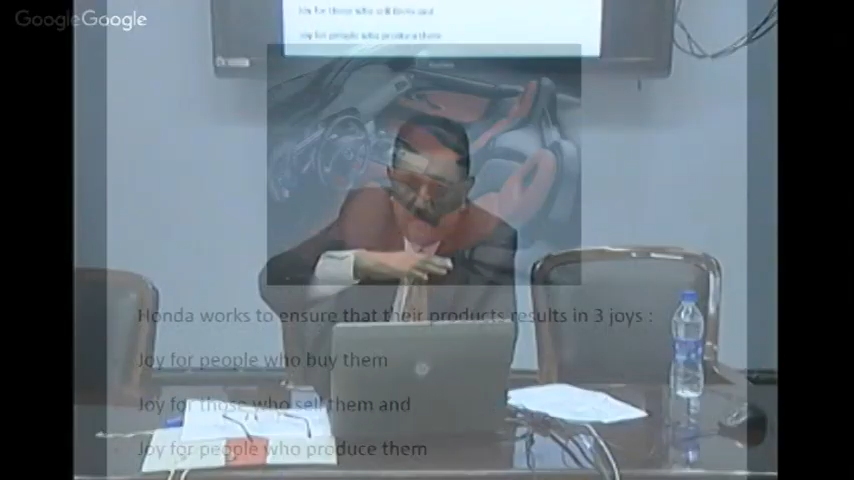 GoogleGoogle
Joy for those who sell them and
Joy for people who produce them
Honda works to ensure that their products results in 3 joys :
Joy for people who buy them
Joy for those who sell them and
Joy for people who produce them